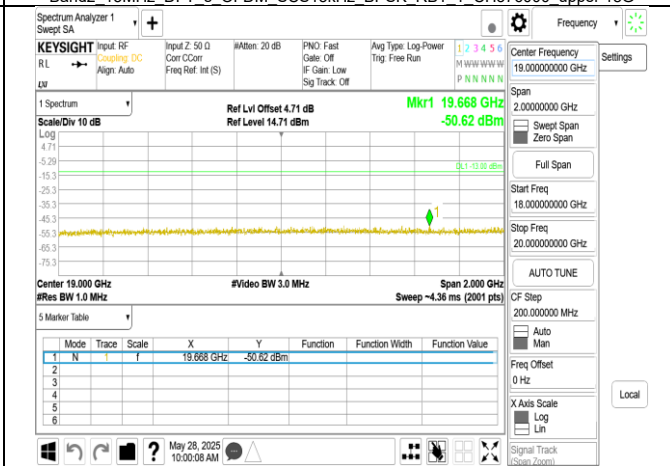 Spectrum Analyzer 1
Swept SA
Frequency
KEYSIGHT
RL
Input: RF
Coupling: DC
Align: Auto
Input Z: 50 Ω
Corr CCorr
Freq Ref: Int (S)
#Atten: 20 dB
PNO: Fast
Gate: Off
IF Gain: Low
Sig Track: Off
Avg Type: Log-Power
Trig: Free Run
1 2 3 4 5 6
M W W W W W
P N N N N N
LXI
1 Spectrum
Ref Lvl Offset 4.71 dB
Mkr1 19.668 GHz
Scale/Div 10 dB
Ref Level 14.71 dBm
-50.62 dBm
Log
4.71
-5.29
DL1 -13.00 dBm
-15.3
-25.3
-35.3
1
-45.3
-55.3
-65.3
-75.3
Center 19.000 GHz
#Video BW 3.0 MHz
Span 2.000 GHz
#Res BW 1.0 MHz
Sweep ~4.36 ms (2001 pts)
5 Marker Table
Mode Trace Scale X Y Function Function Width Function Value
1 N 1 f 19.668 GHz -50.62 dBm
2
3
4
5
6
May 28, 2025
10:00:08 AM
Center Frequency
19.000000000 GHz
Settings
Span
2.00000000 GHz
Swept Span
Zero Span
Full Span
Start Freq
18.000000000 GHz
Stop Freq
20.000000000 GHz
AUTO TUNE
CF Step
200.000000 MHz
Auto
Man
Freq Offset
0 Hz
X Axis Scale
Log
Lin
Local
Signal Track
(Span Zoom)